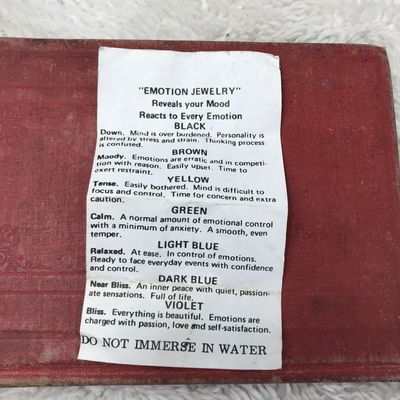 "EMOTION JEWELRY"
Reveals your Mood
Reacts to Every Emotion
BLACK
Down. Mind is over burdened. Personality is
altered by stress and strain. Thinking process
is confused.
BROWN
Moody. Emotions are erratic and in competi-
tion with reason. Easily upset. Time to
exert restraint.
YELLOW
Tense. Easily bothered. Mind is difficult to
focus and control. Time for concern and extra
caution.
GREEN
Calm. A normal amount of emotional control
with a minimum of anxiety. A smooth, even
temper.
LIGHT BLUE
Relaxed. At ease. In control of emotions.
Ready to face everyday events with confidence
and control.
DARK BLUE
Near Bliss. An inner peace with quiet, passion-
ate sensations. Full of life.
VIOLET
Bliss. Everything is beautiful. Emotions are
charged with passion, love and self-satisfaction.
DO NOT IMMERSE IN WATER